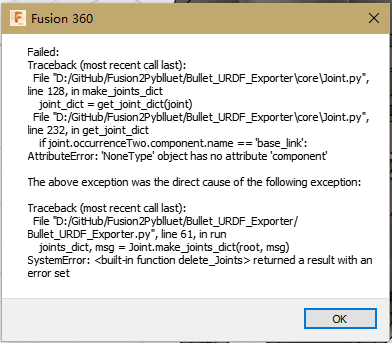 Fusion 360
Failed:
Traceback (most recent call last):
File "D:/GitHub/Fusion2Pyblluet/Bullet_URDF_Exporter\core\Joint.py",
line 128, in make_joints_dict
joint_dict = get_joint_dict(joint)
File "D:/GitHub/Fusion2Pyblluet/Bullet_URDF_Exporter\core\Joint.py",
line 232, in get_joint_dict
if joint.occurrenceTwo.component.name == 'base_link':
AttributeError: 'NoneType' object has no attribute 'component'
The above exception was the direct cause of the following exception:
Traceback (most recent call last):
File "D:/GitHub/Fusion2Pyblluet/Bullet_URDF_Exporter/
Bullet_URDF_Exporter.py", line 61, in run
joints_dict, msg = Joint.make_joints_dict(root, msg)
SystemError: <built-in function delete_Joints> returned a result with an
error set
OK